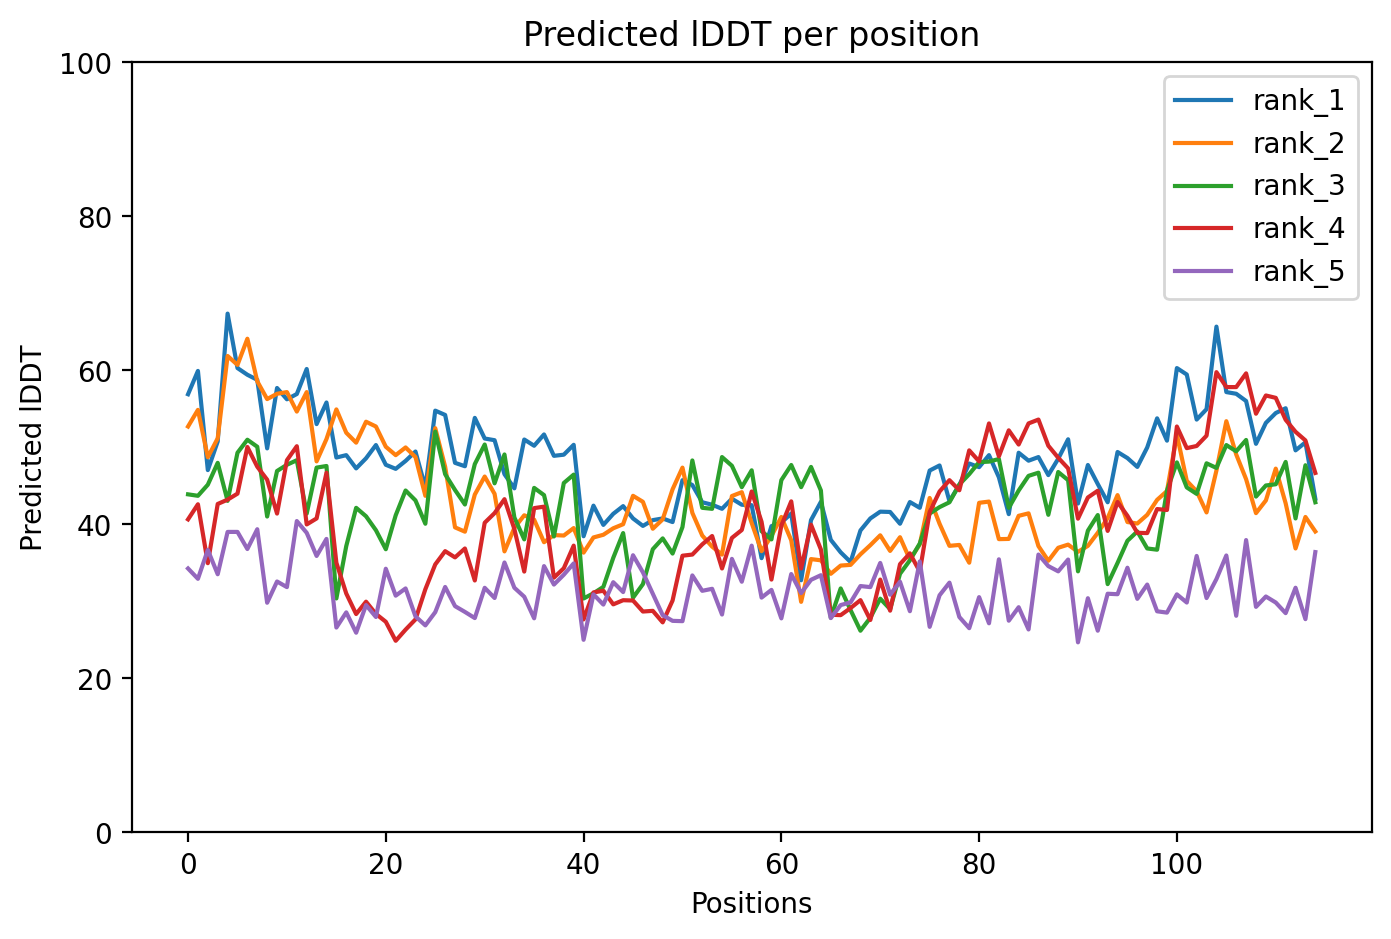 Predicted lDDT per position
100
80
60
40
20
0
Predicted lDDT
0 20 40 60 80 100
Positions
rank_1
rank_2
rank_3
rank_4
rank_5